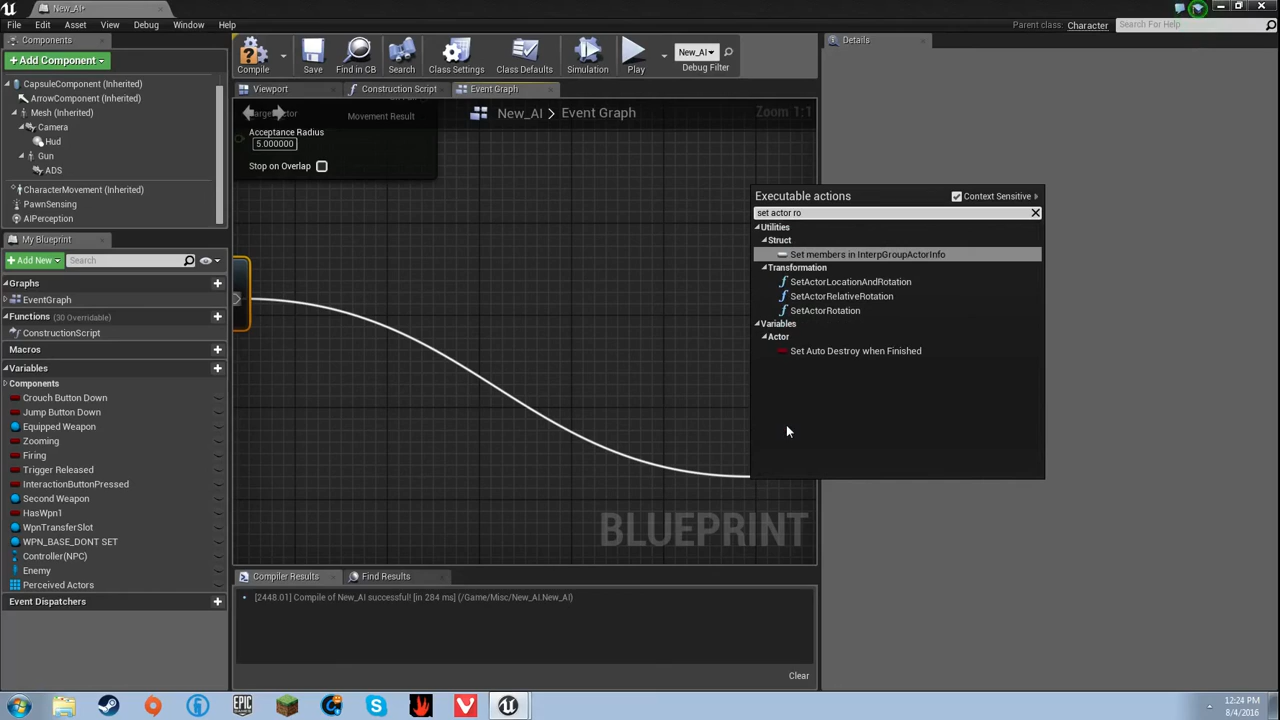 New_AI*
File Edit Asset View Debug Window Help
Parent class: Character
Search For Help
Components
+ Add Component
CapsuleComponent (Inherited)
ArrowComponent (Inherited)
Mesh (Inherited)
Camera
Hud
Gun
ADS
CharacterMovement (Inherited)
PawnSensing
AIPerception
My Blueprint
Add New
Search
Graphs
EventGraph
Functions (30 Overridable)
ConstructionScript
Macros
Variables
Components
Crouch Button Down
Jump Button Down
Equipped Weapon
Zooming
Firing
Trigger Released
InteractionButtonPressed
Second Weapon
HasWpn1
WpnTransferSlot
WPN_BASE_DONT SET
Controller(NPC)
Enemy
Perceived Actors
Event Dispatchers
Compile
Save
Find in CB
Search
Class Settings
Class Defaults
Simulation
Play
New_AI
Debug Filter
Viewport
Construction Script
Event Graph
New_AI > Event Graph
Zoom 1:1
Movement Result
Acceptance Radius
5.000000
Stop on Overlap
Executable actions
Context Sensitive
set actor ro
Utilities
Struct
Set members in InterpGroupActorInfo
Transformation
SetActorLocationAndRotation
SetActorRelativeRotation
SetActorRotation
Variables
Actor
Set Auto Destroy when Finished
BLUEPRINT
Compiler Results
Find Results
[2448.01] Compile of New_AI successful! [in 284 ms] (/Game/Misc/New_AI.New_AI)
Clear
Details
EPIC
GAMES
12:24 PM
8/4/2016